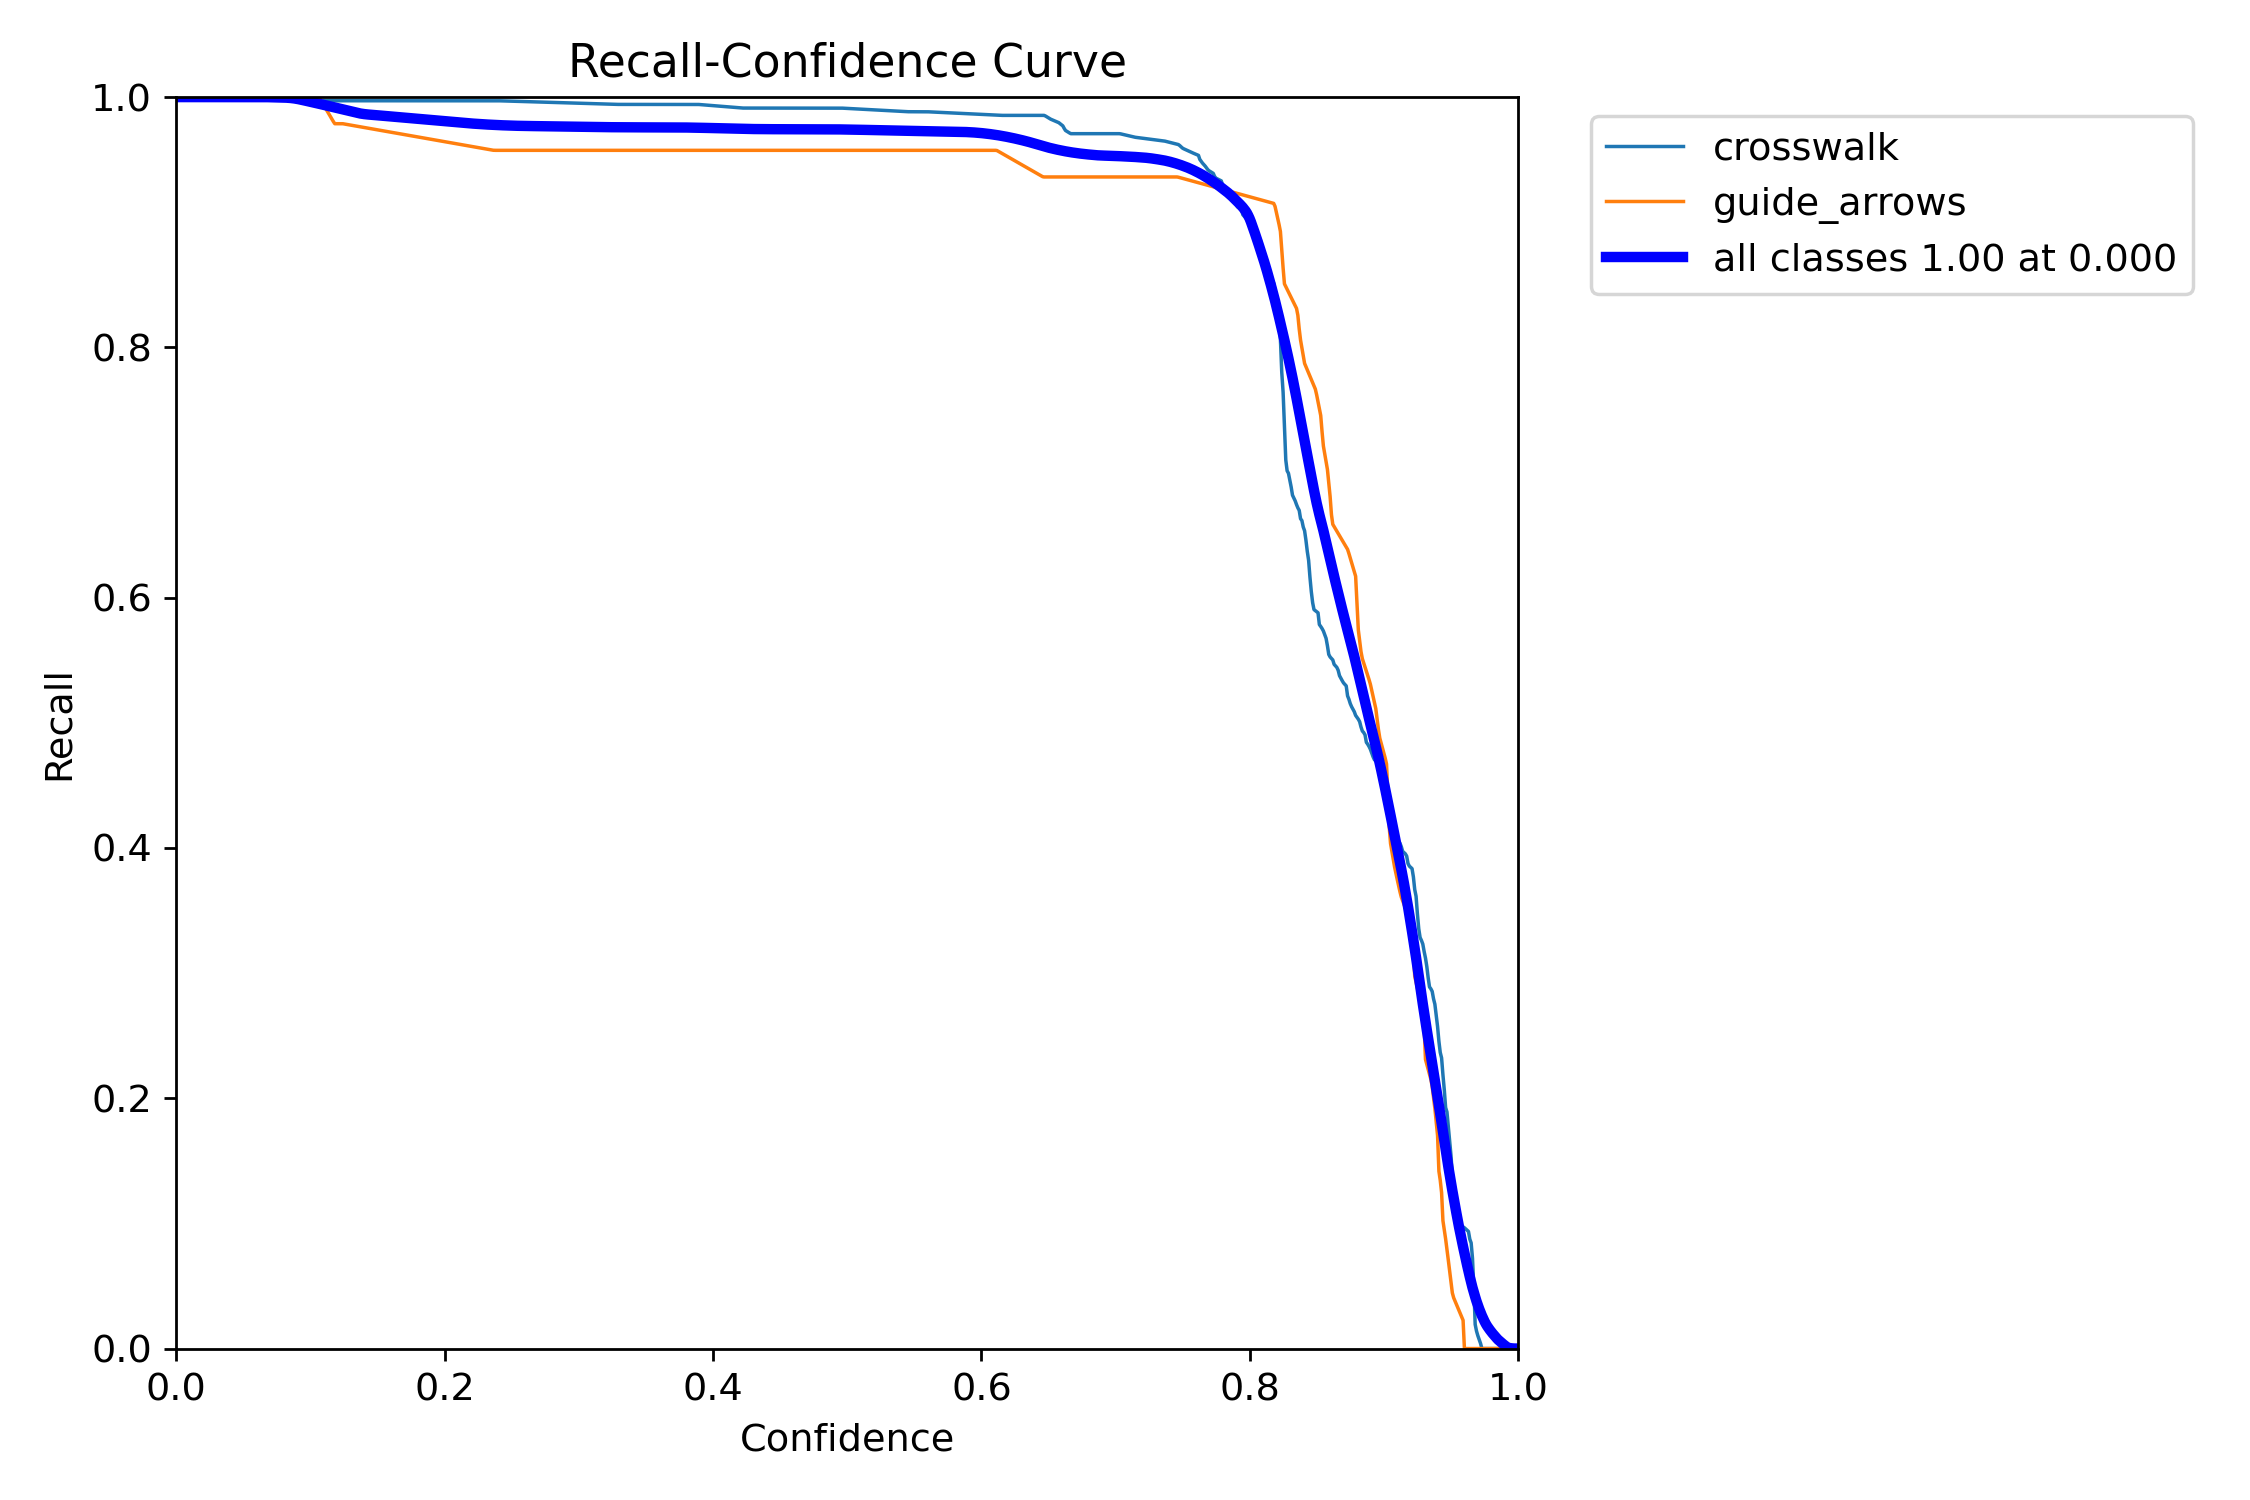 Recall-Confidence Curve
1.0
0.8
0.6
0.4
0.2
0.0
Recall
0.0 0.2 0.4 0.6 0.8 1.0
Confidence
crosswalk
guide_arrows
all classes 1.00 at 0.000